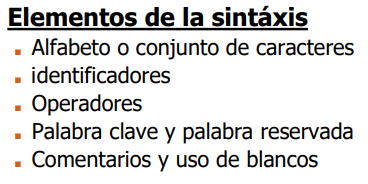 Elementos de la sintáxis
Alfabeto o conjunto de caracteres
identificadores
Operadores
Palabra clave y palabra reservada
Comentarios y uso de blancos